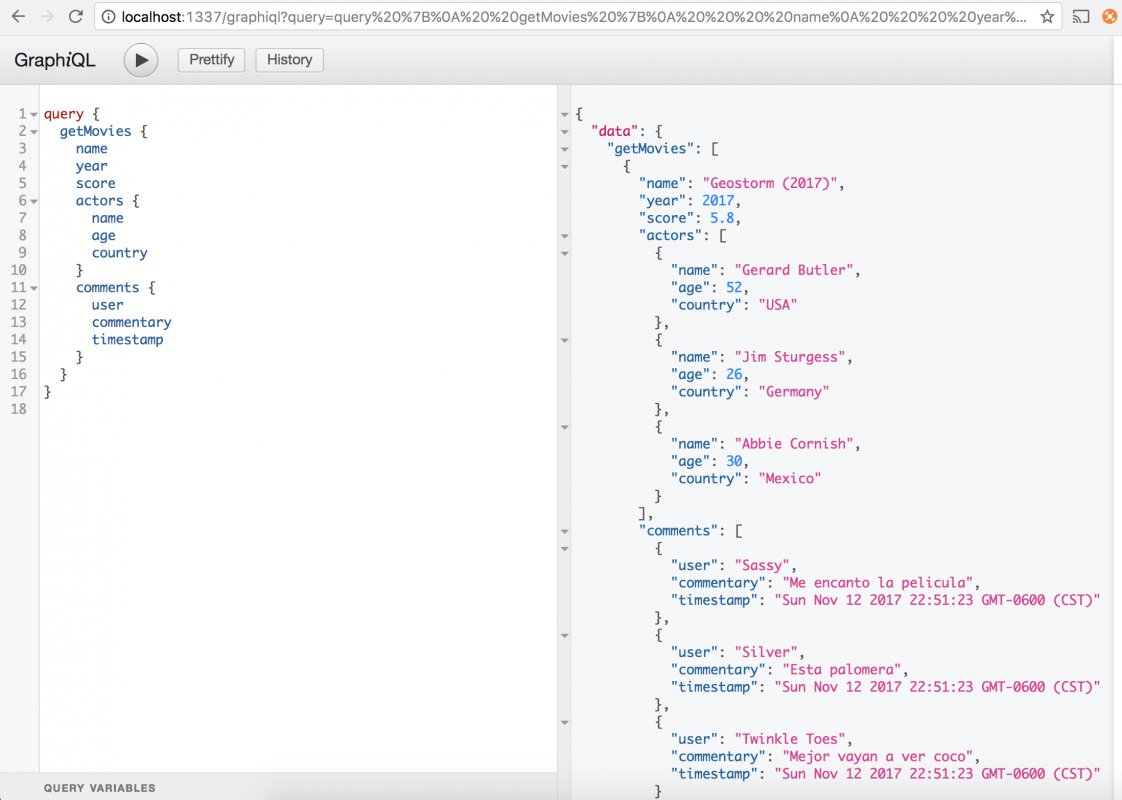 localhost:1337/graphiql?query=query%20%7B%0A%20%20getMovies%20%7B%0A%20%20%20%20name%0A%20%20%20%20year%...
GraphiQL Prettify History
1 query {
2 getMovies {
3 name
4 year
5 score
6 actors {
7 name
8 age
9 country
10 }
11 comments {
12 user
13 commentary
14 timestamp
15 }
16 }
17 }
18
QUERY VARIABLES
{
"data": {
"getMovies": [
{
"name": "Geostorm (2017)",
"year": 2017,
"score": 5.8,
"actors": [
{
"name": "Gerard Butler",
"age": 52,
"country": "USA"
},
{
"name": "Jim Sturgess",
"age": 26,
"country": "Germany"
},
{
"name": "Abbie Cornish",
"age": 30,
"country": "Mexico"
}
],
"comments": [
{
"user": "Sassy",
"commentary": "Me encanto la pelicula",
"timestamp": "Sun Nov 12 2017 22:51:23 GMT-0600 (CST)"
},
{
"user": "Silver",
"commentary": "Esta palomera",
"timestamp": "Sun Nov 12 2017 22:51:23 GMT-0600 (CST)"
},
{
"user": "Twinkle Toes",
"commentary": "Mejor vayan a ver coco",
"timestamp": "Sun Nov 12 2017 22:51:23 GMT-0600 (CST)"
}